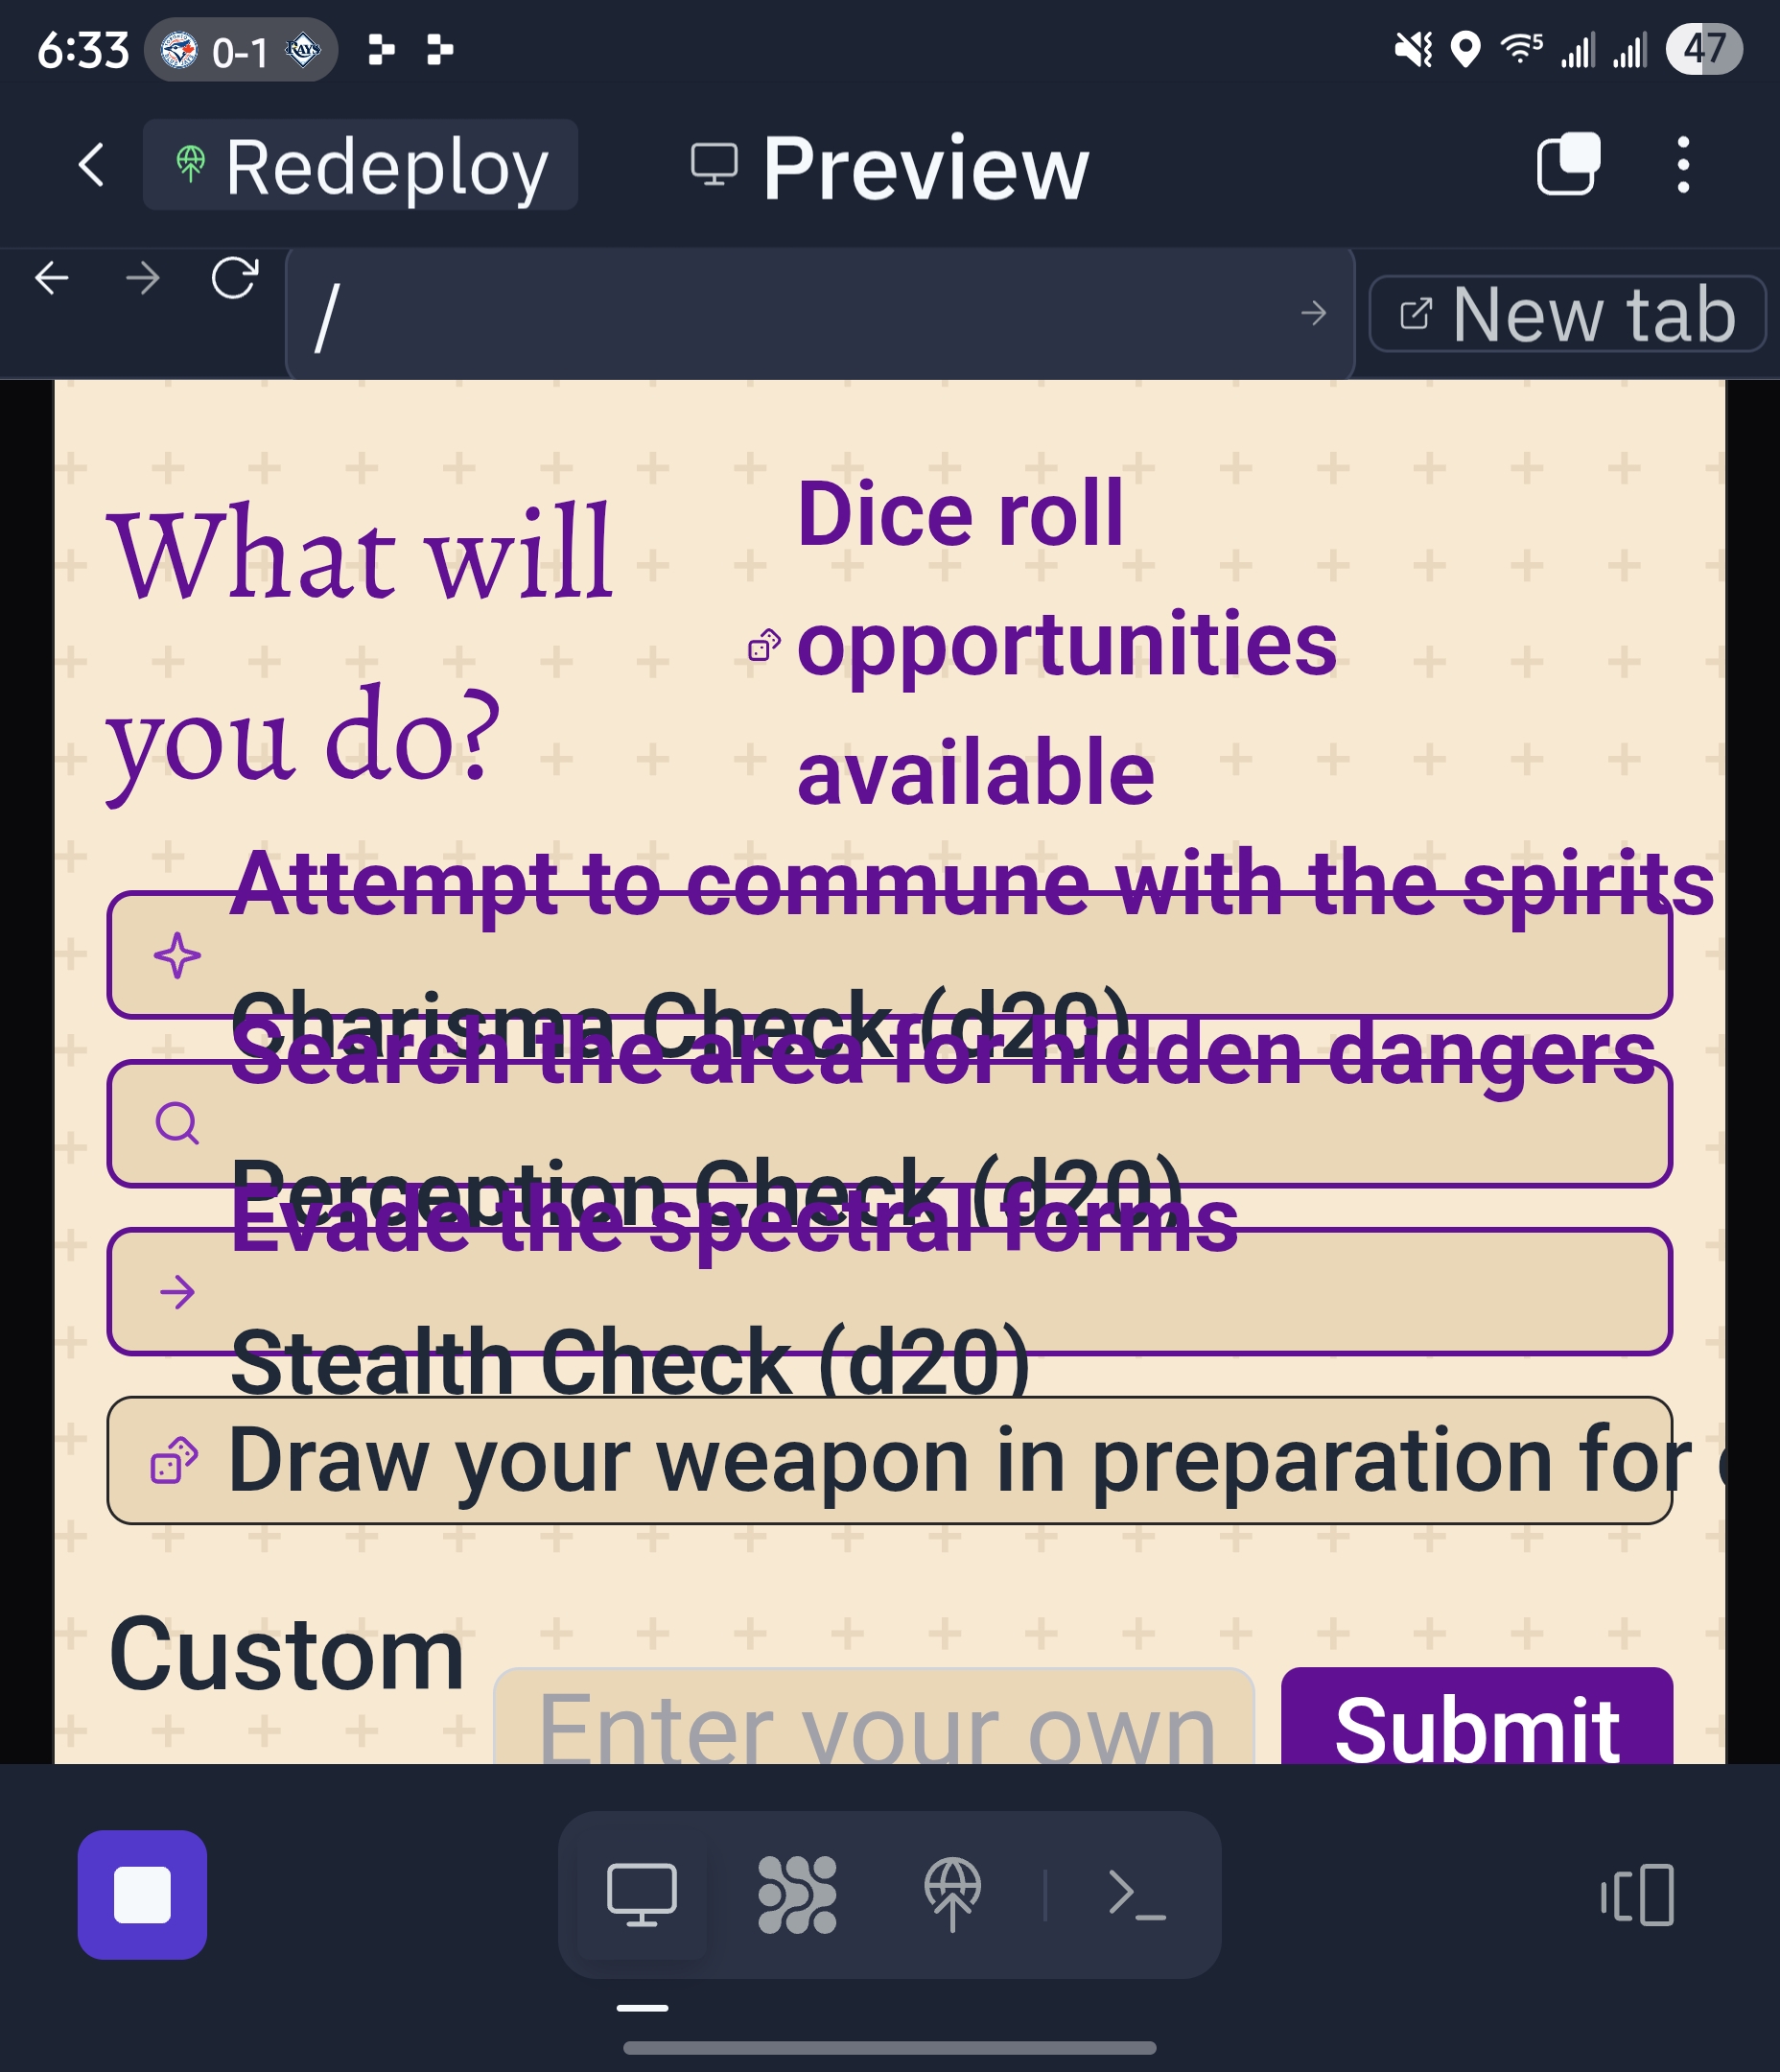 6:33
0-1
RAYS
5
47
Redeploy
Preview
/
New tab
What will
you do?
Dice roll
opportunities
available
Attempt to commune with the spirits
Charisma Check (d20)
Search the area for hidden dangers
Perception Check (d20)
Evade the spectral forms
Stealth Check (d20)
Draw your weapon in preparation for
Custom
Enter your own
Submit